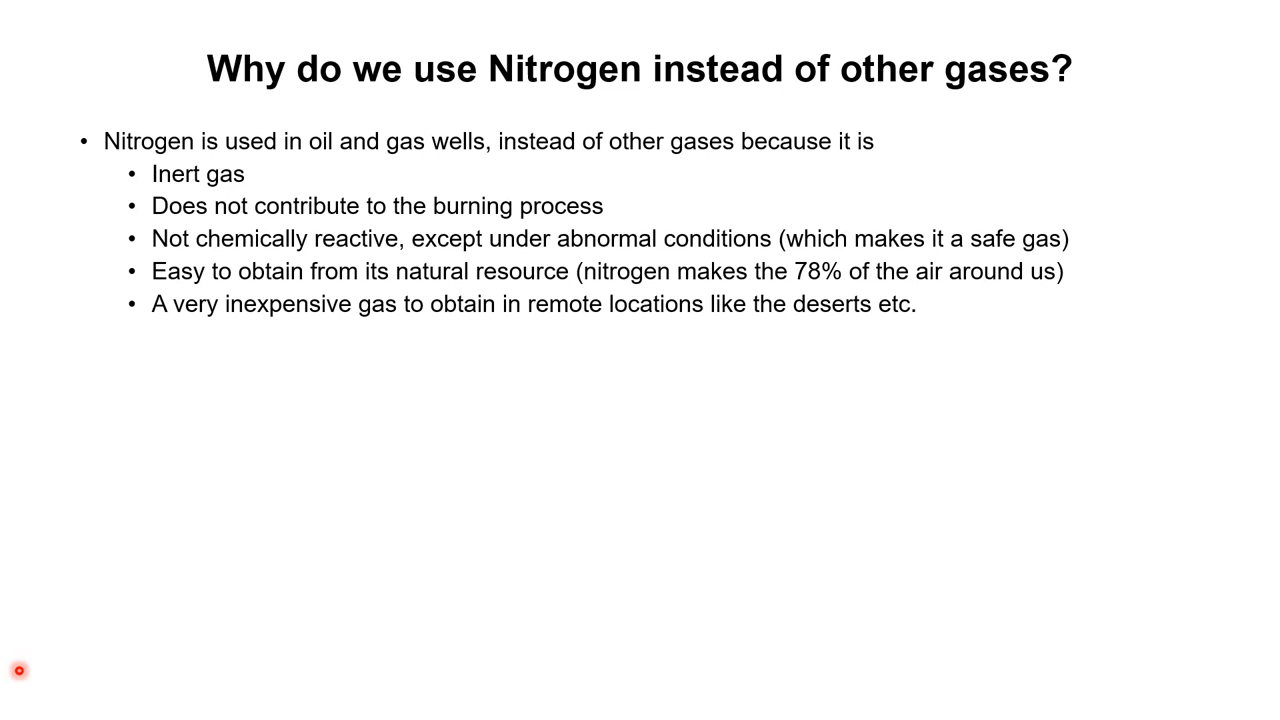 Why do we use Nitrogen instead of other gases?
• Nitrogen is used in oil and gas wells, instead of other gases because it is
• Inert gas
• Does not contribute to the burning process
• Not chemically reactive, except under abnormal conditions (which makes it a safe gas)
• Easy to obtain from its natural resource (nitrogen makes the 78% of the air around us)
• A very inexpensive gas to obtain in remote locations like the deserts etc.